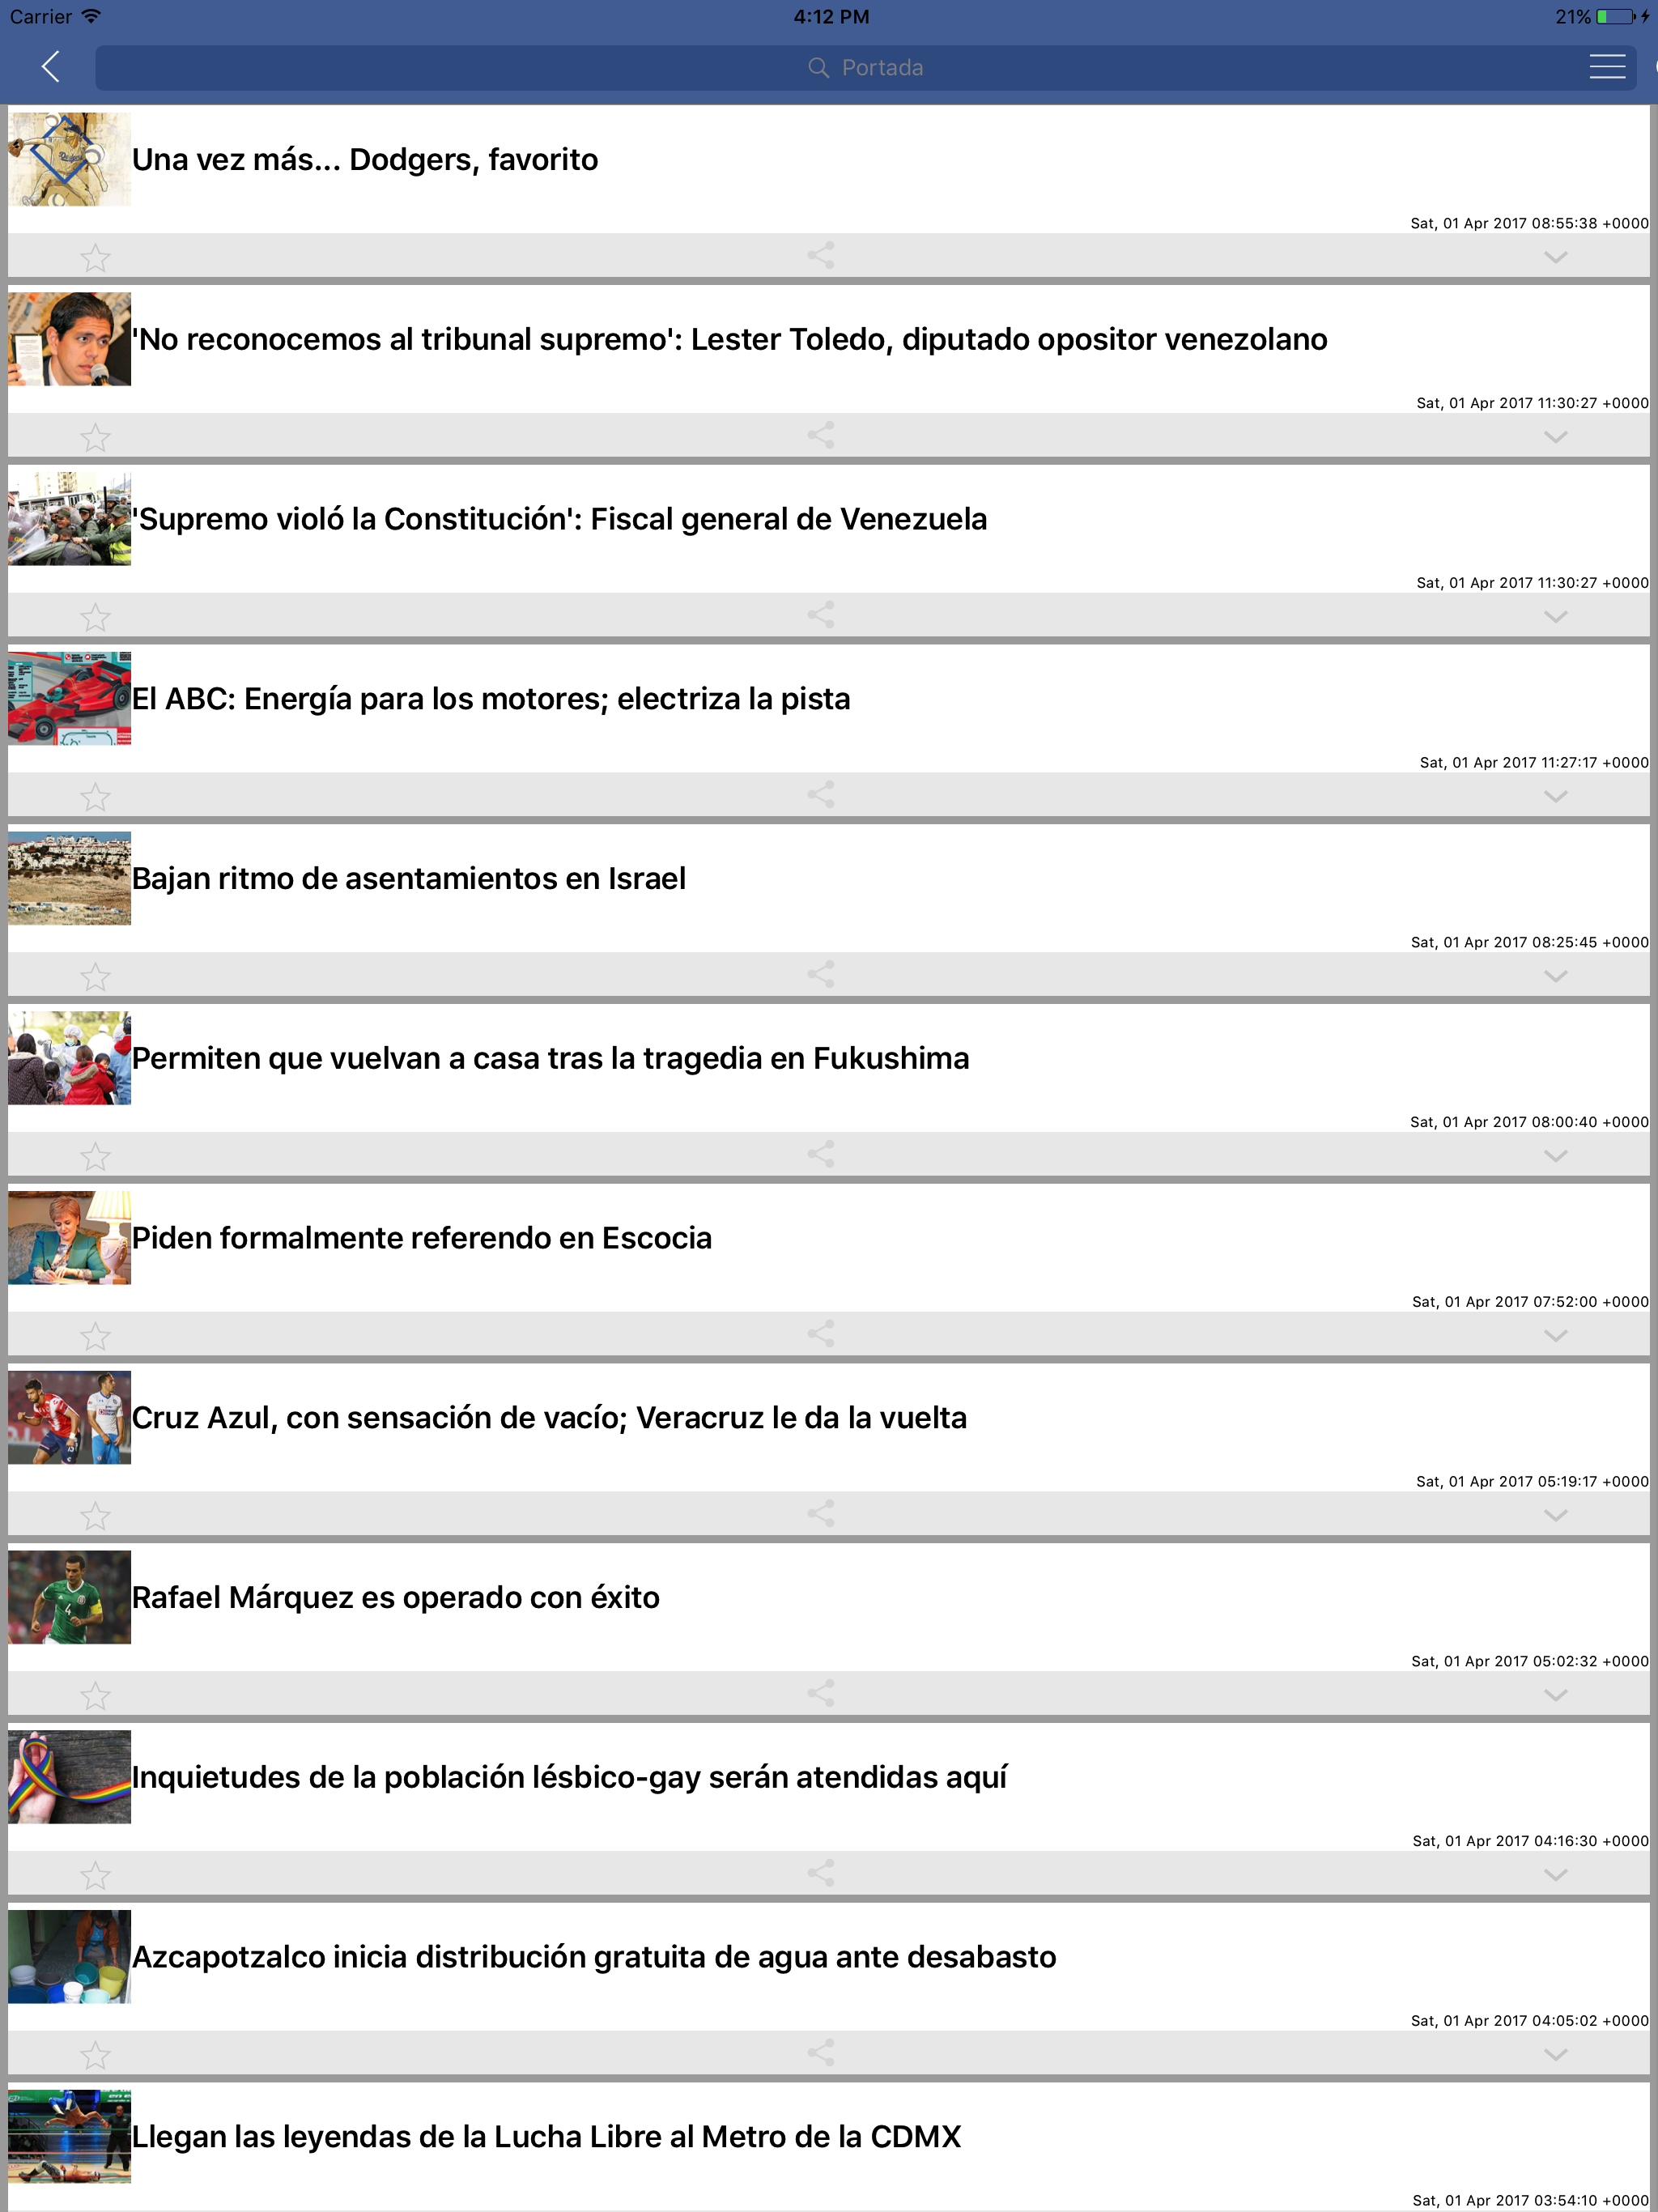 Carrier 4:12 PM 21%
Portada
Una vez más... Dodgers, favorito
Sat, 01 Apr 2017 08:55:38 +0000
'No reconocemos al tribunal supremo': Lester Toledo, diputado opositor venezolano
Sat, 01 Apr 2017 11:30:27 +0000
'Supremo violó la Constitución': Fiscal general de Venezuela
Sat, 01 Apr 2017 11:30:27 +0000
El ABC: Energía para los motores; electriza la pista
Sat, 01 Apr 2017 11:27:17 +0000
Bajan ritmo de asentamientos en Israel
Sat, 01 Apr 2017 08:25:45 +0000
Permiten que vuelvan a casa tras la tragedia en Fukushima
Sat, 01 Apr 2017 08:00:40 +0000
Piden formalmente referendo en Escocia
Sat, 01 Apr 2017 07:52:00 +0000
Cruz Azul, con sensación de vacío; Veracruz le da la vuelta
Sat, 01 Apr 2017 05:19:17 +0000
Rafael Márquez es operado con éxito
Sat, 01 Apr 2017 05:02:32 +0000
Inquietudes de la población lésbico-gay serán atendidas aquí
Sat, 01 Apr 2017 04:16:30 +0000
Azcapotzalco inicia distribución gratuita de agua ante desabasto
Sat, 01 Apr 2017 04:05:02 +0000
Llegan las leyendas de la Lucha Libre al Metro de la CDMX
Sat, 01 Apr 2017 03:54:10 +0000